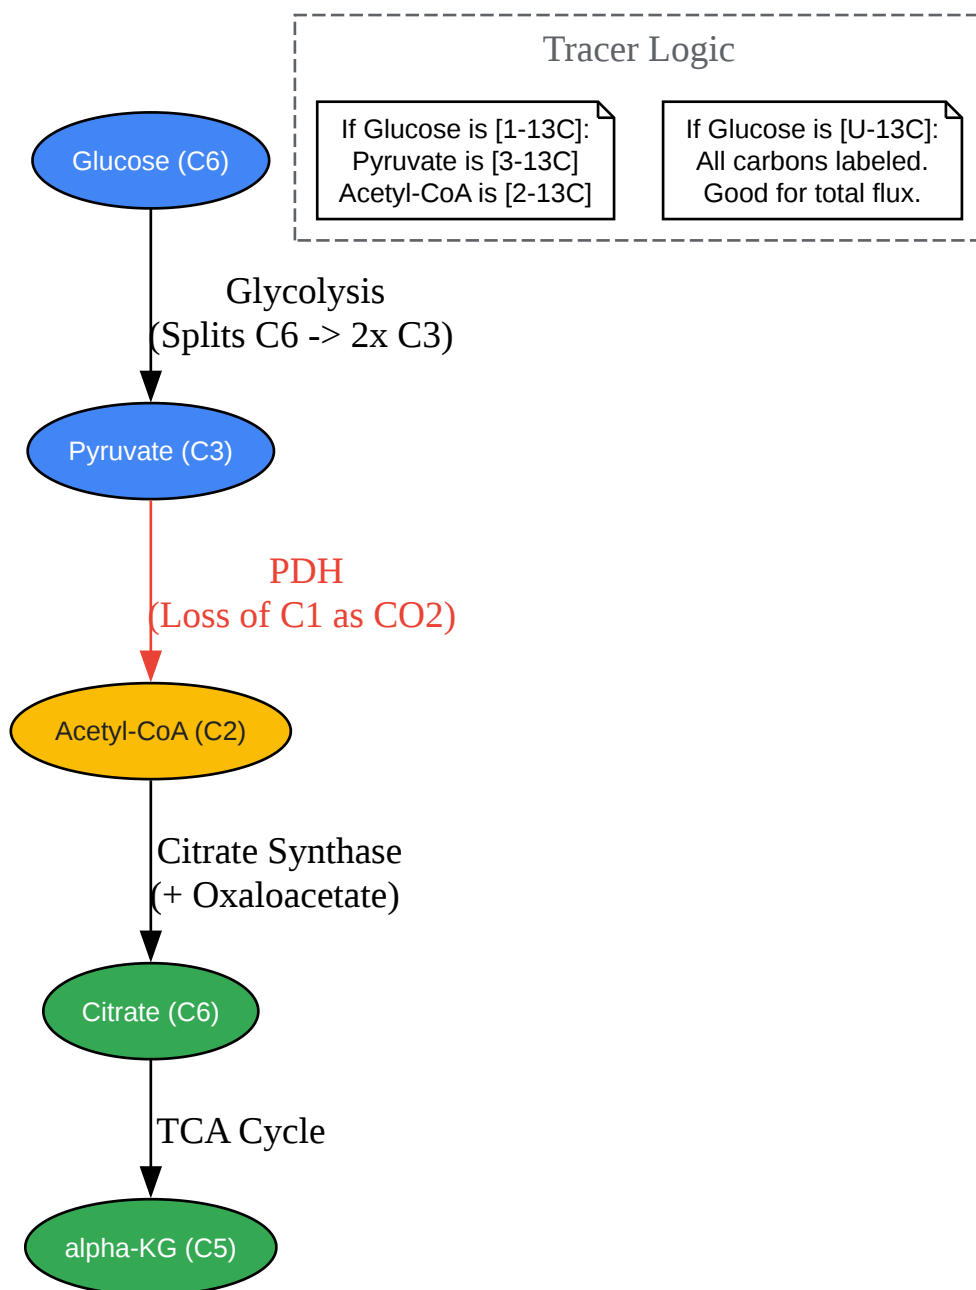 Tracer Logic
If Glucose is [1-13C]:
Pyruvate is [3-13C]
Acetyl-CoA is [2-13C]
If Glucose is [U-13C]:
All carbons labeled.
Good for total flux.
Glucose (C6)
Glycolysis
(Splits C6 -> 2x C3)
Pyruvate (C3)
PDH
(Loss of C1 as CO2)
Acetyl-CoA (C2)
Citrate Synthase
(+ Oxaloacetate)
Citrate (C6)
TCA Cycle
alpha-KG (C5)